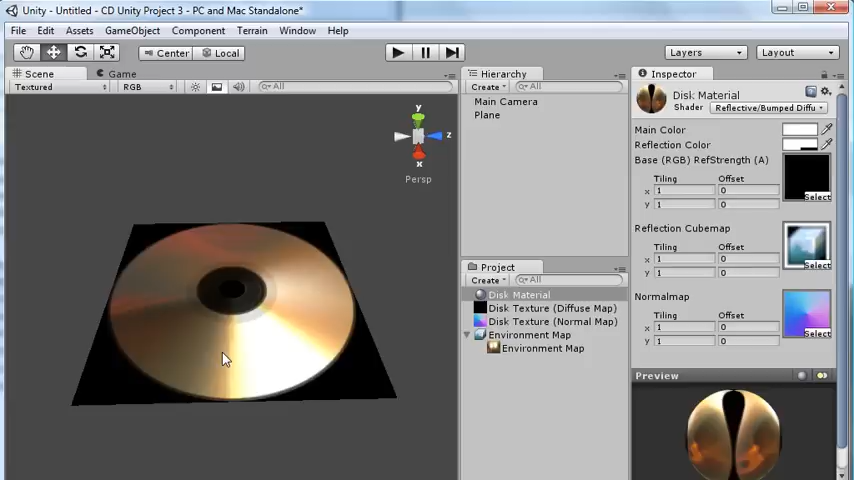 Unity - Untitled - CD Unity Project 3 - PC and Mac Standalone*
File Edit Assets GameObject Component Terrain Window Help
Center Local Layers Layout
Scene Game
Textured RGB All
y
z
x
Persp
Hierarchy
Create All
Main Camera
Plane
Project
Create All
Disk Material
Disk Texture (Diffuse Map)
Disk Texture (Normal Map)
Environment Map
Environment Map
Inspector
Disk Material
Shader Reflective/Bumped Diffu
Main Color
Reflection Color
Base (RGB) RefStrength (A)
Tiling Offset
x 1 0
y 1 0
Select
Reflection Cubemap
Tiling Offset
x 1 0
y 1 0
Select
Normalmap
Tiling Offset
x 1 0
y 1 0
Select
Preview